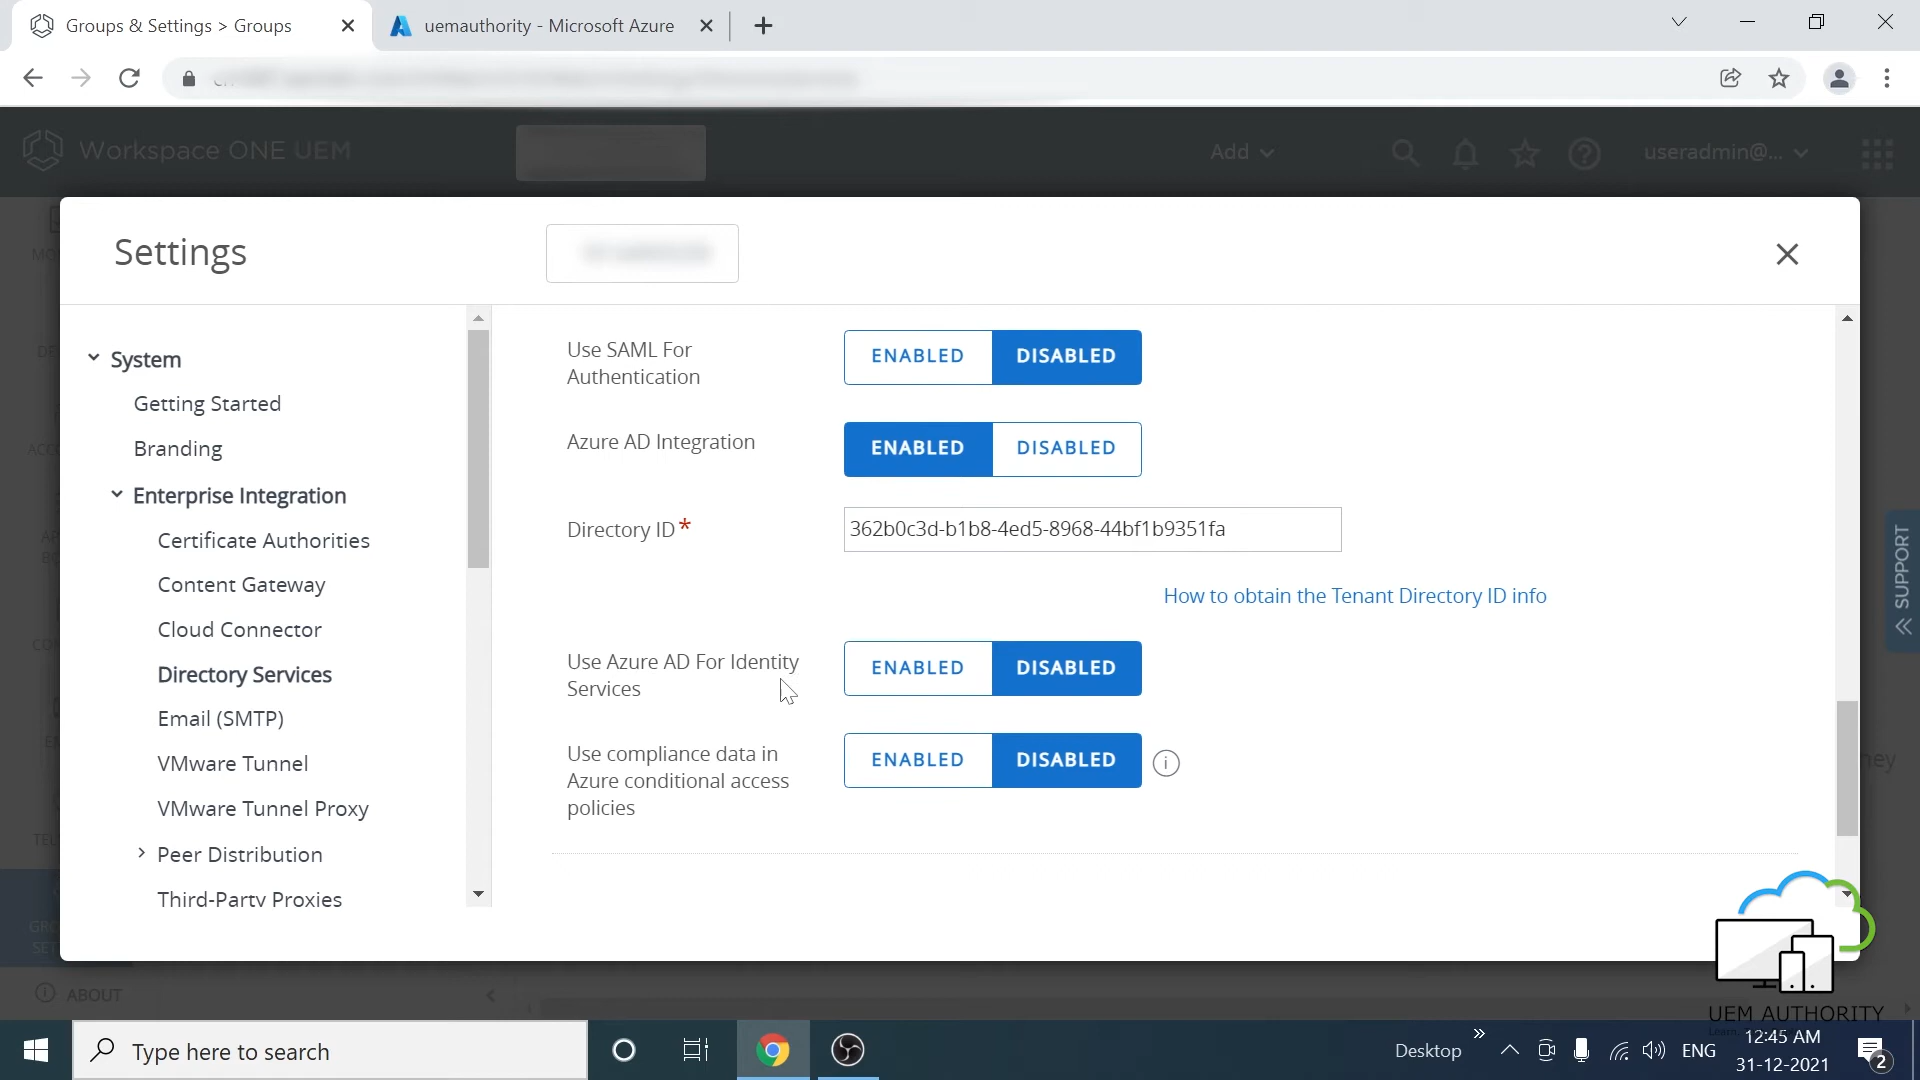 Groups & Settings > Groups
uemauthority - Microsoft Azure
Workspace ONE UEM
Add
useradmin@...
Settings
System
Getting Started
Branding
Enterprise Integration
Certificate Authorities
Content Gateway
Cloud Connector
Directory Services
Email (SMTP)
VMware Tunnel
VMware Tunnel Proxy
Peer Distribution
Third-Party Proxies
Use SAML For
Authentication
ENABLED DISABLED
Azure AD Integration
ENABLED DISABLED
Directory ID*
362b0c3d-b1b8-4ed5-8968-44bf1b9351fa
How to obtain the Tenant Directory ID info
Use Azure AD For Identity
Services
ENABLED DISABLED
Use compliance data in
Azure conditional access
policies
ENABLED DISABLED
SUPPORT
ABOUT
UEM AUTHORITY
Type here to search
Desktop
ENG
12:45 AM
31-12-2021
2